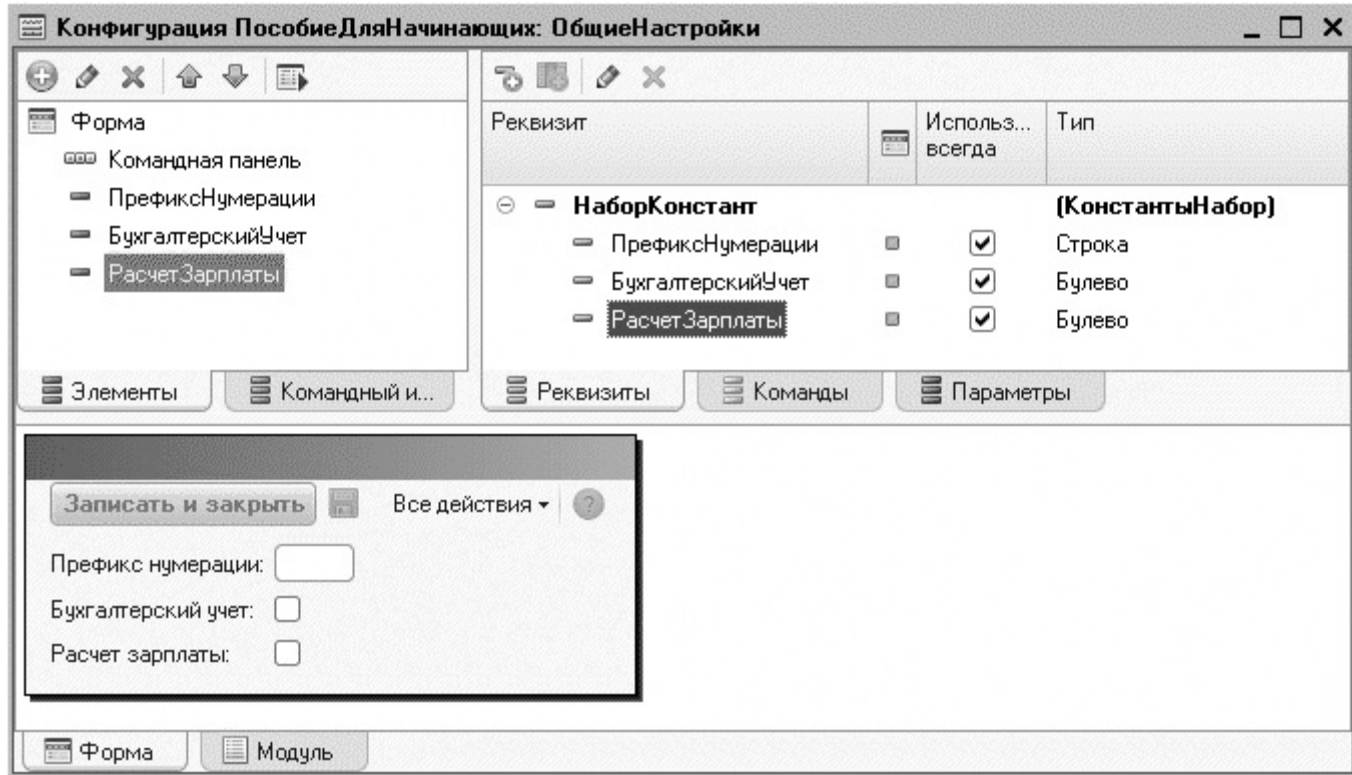 Конфигурация ПособиеДляНачинающих: ОбщиеНастройки
Форма
Командная панель
ПрефиксНумерации
БухгалтерскийУчет
РасчетЗарплаты
Элементы
Командный и...
Реквизит
Использ...
всегда
Тип
НаборКонстант (КонстантыНабор)
ПрефиксНумерации Строка
БухгалтерскийУчет Булево
РасчетЗарплаты Булево
Реквизиты
Команды
Параметры
Записать и закрыть Все действия ?
Префикс нумерации:
Бухгалтерский учет:
Расчет зарплаты:
Форма
Модуль